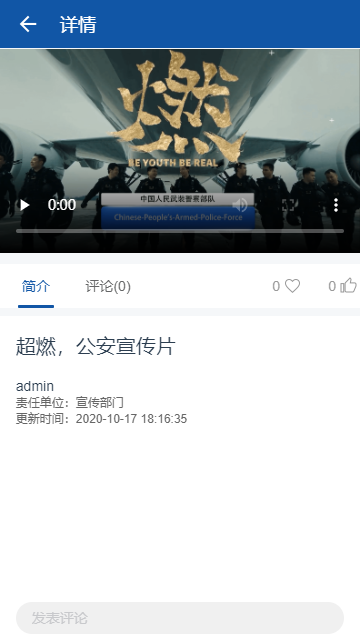 详情
燃
BE YOUTH BE REAL
中国人民武装警察部队
Chinese·People's·Armed·Police·Force
0:00
简介
评论(0)
0
0
超燃，公安宣传片
admin
责任单位：宣传部门
更新时间：2020-10-17 18:16:35
发表评论